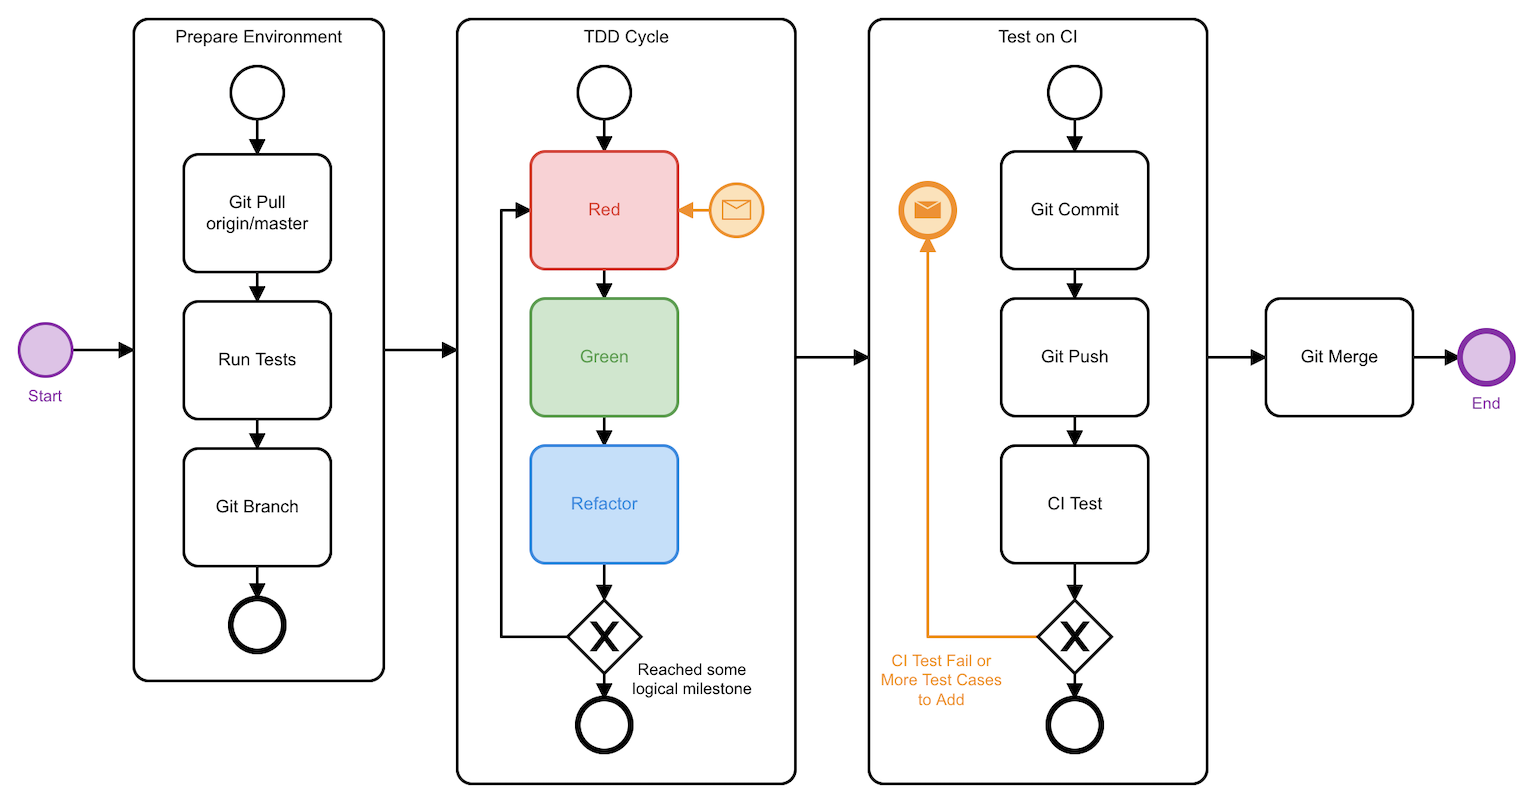 Prepare Environment
Git Pull
origin/master
Run Tests
Git Branch
Start
TDD Cycle
Red
Green
Refactor
X
Reached some
logical milestone
Test on CI
Git Commit
Git Push
CI Test
X
CI Test Fail or
More Test Cases
to Add
Git Merge
End